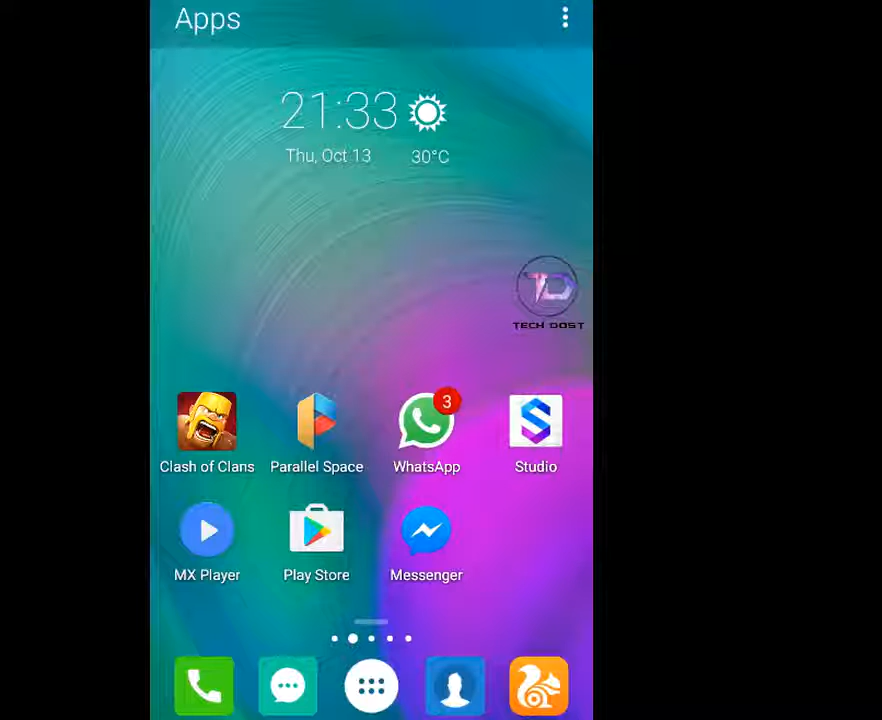 Apps
21:33
Thu, Oct 13 30°C
TD
TECH DOST
3
Clash of Clans Parallel Space WhatsApp Studio
MX Player Play Store Messenger